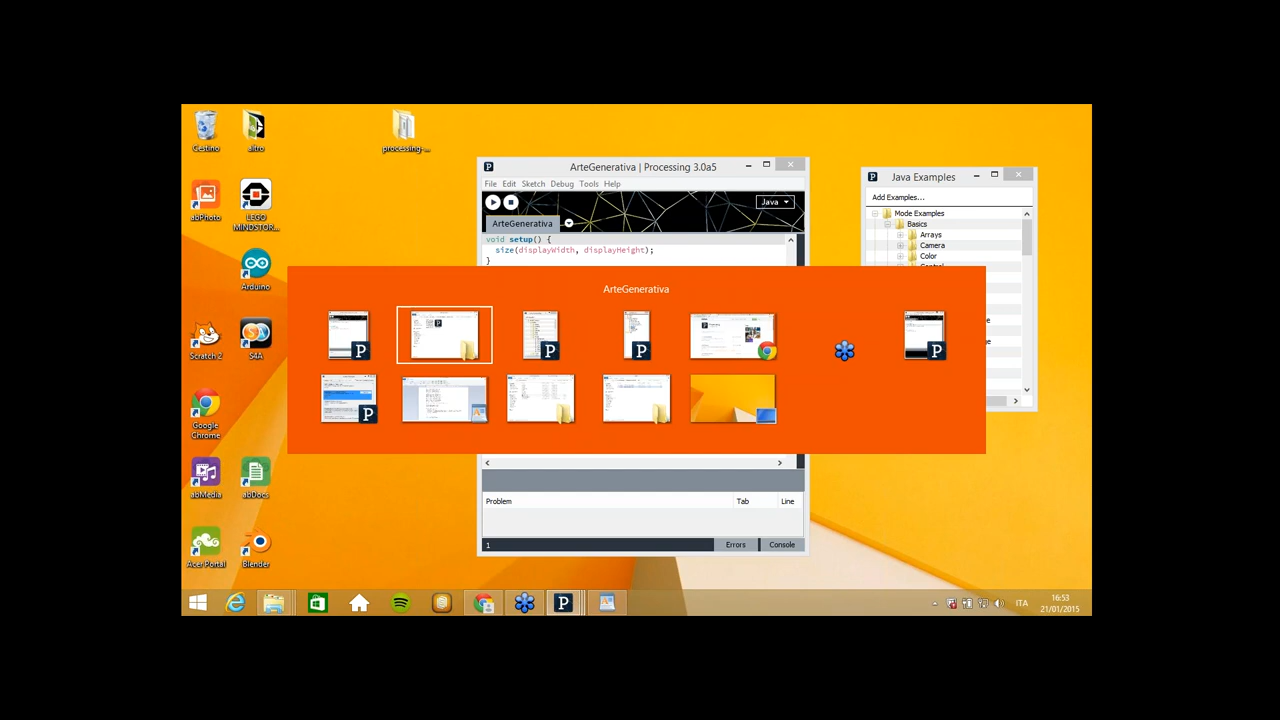 Cestino
altro
processing-...
abPhoto
LEGO
MINDSTOR...
Arduino
Scratch 2
S4A
Google
Chrome
abMedia
abDocs
AcerPortal
Blender
ArteGenerativa | Processing 3.0a5
File Edit Sketch Debug Tools Help
Java
ArteGenerativa
void setup() {
size(displayWidth, displayHeight);
}
Java Examples
Add Examples...
Mode Examples
Basics
Arrays
Camera
Color
ArteGenerativa
Problem Tab Line
1 Errors Console
ITA
16:53
21/01/2015